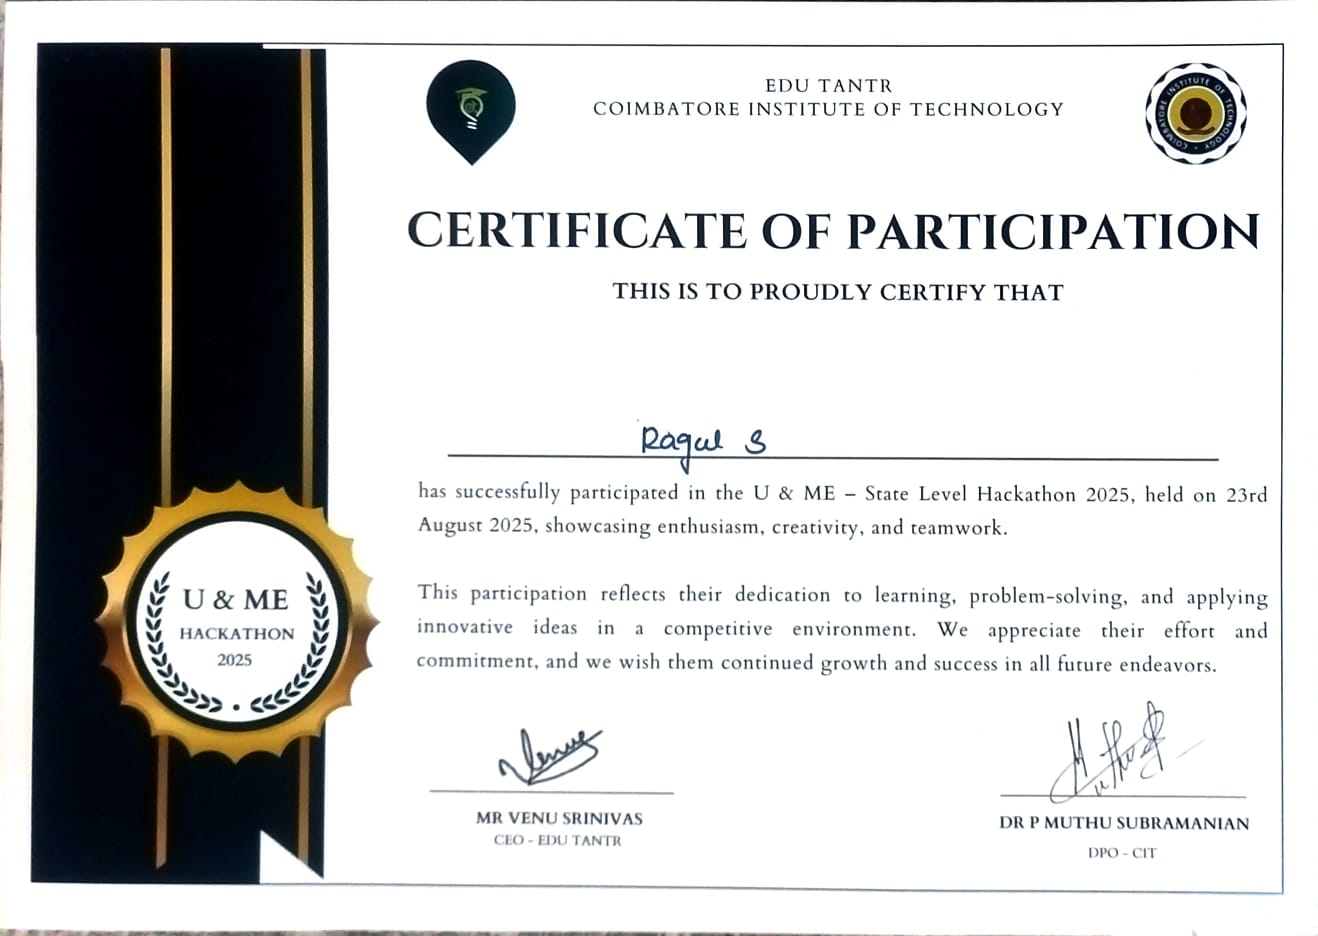 EDU TANTR
COIMBATORE INSTITUTE OF TECHNOLOGY
COIMBATORE INSTITUTE OF TECHNOLOGY
CERTIFICATE OF PARTICIPATION
THIS IS TO PROUDLY CERTIFY THAT
Ragul S
has successfully participated in the U & ME – State Level Hackathon 2025, held on 23rd
August 2025, showcasing enthusiasm, creativity, and teamwork.
This participation reflects their dedication to learning, problem-solving, and applying
innovative ideas in a competitive environment. We appreciate their effort and
commitment, and we wish them continued growth and success in all future endeavors.
U & ME
HACKATHON
2025
Venu
MR VENU SRINIVAS
CEO - EDU TANTR
DR P MUTHU SUBRAMANIAN
DPO - CIT